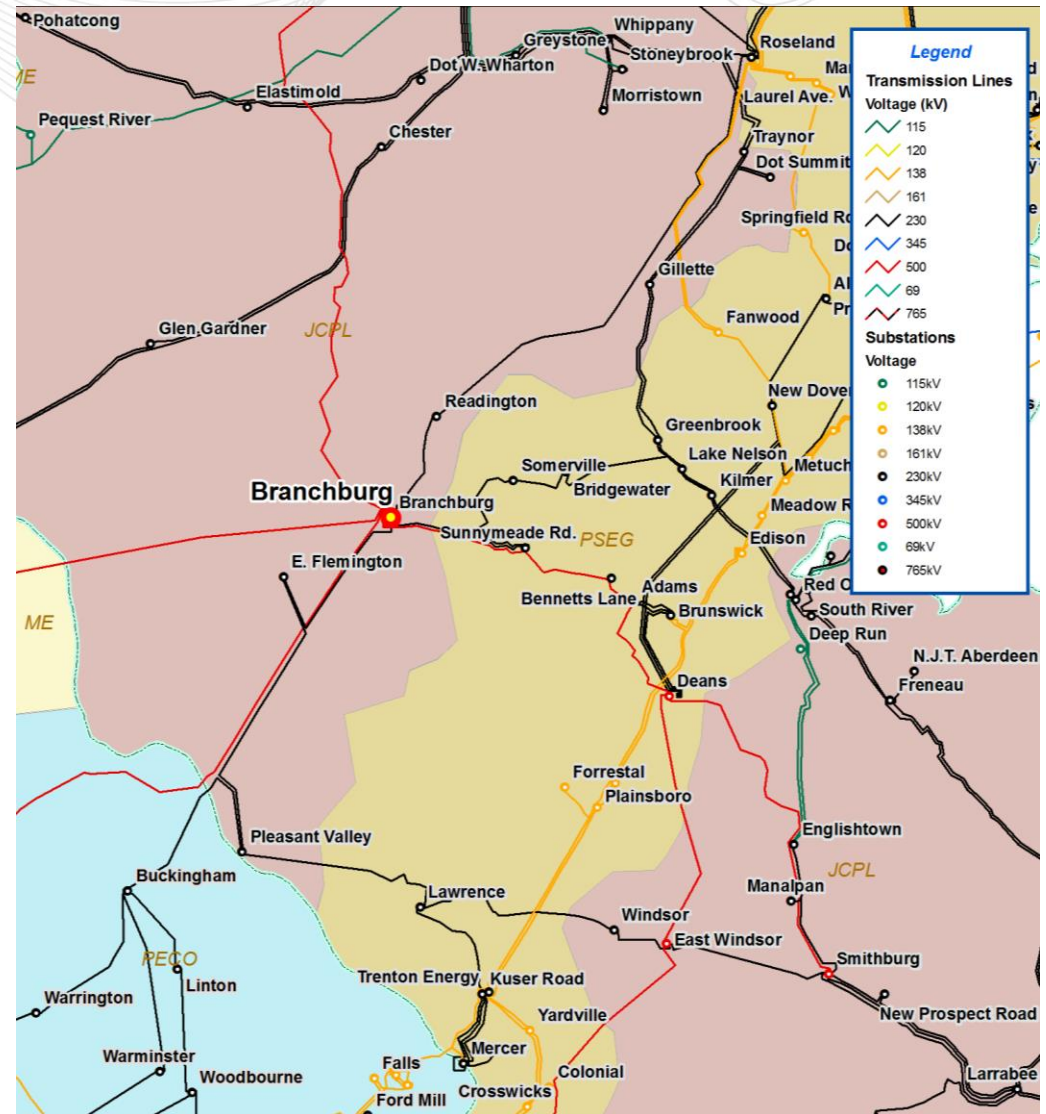 Pohatcong
Whippany
Greystone
Stoneybrook
Roseland
Dot W. Wharton
ME
Elastimold
Morristown
Laurel Ave.
Pequest River
Chester
Traynor
Dot Summit
Springfield
Gillette
Glen Gardner
JCPL
Fanwood
Readington
New Dover
Greenbrook
Somerville
Lake Nelson
Bridgewater
Kilmer
Branchburg
Branchburg
Sunnymeade Rd.
PSEG
Edison
E. Flemington
Adams
Bennetts Lane
Brunswick
South River
ME
Deep Run
N.J.T. Aberdeen
Deans
Freneau
Forrestal
Plainsboro
Englishtown
Pleasant Valley
JCPL
Buckingham
Manalpan
Lawrence
Windsor
East Windsor
PECO
Smithburg
Linton
Trenton Energy
Kuser Road
Warrington
New Prospect Road
Yardville
Mercer
Warminster
Falls
Colonial
Woodbourne
Crosswicks
Larrabee
Ford Mill
Legend
Transmission Lines
Voltage (kV)
115
120
138
161
230
345
500
69
765
Substations
Voltage
115kV
120kV
138kV
161kV
230kV
345kV
500kV
69kV
765kV